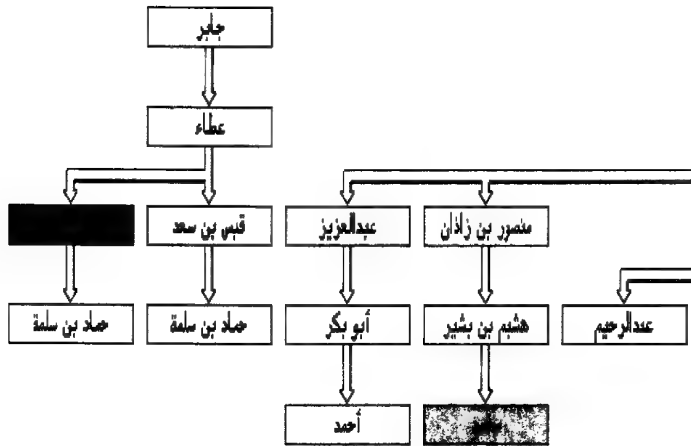 جابر
عطاء
منصور بن زاذان
عبدالعزيز
قيس بن سعد
عبدالرحيم
هشيم بن بشير
أبو بكر
حماد بن سلمة
حماد بن سلمة
أحمد